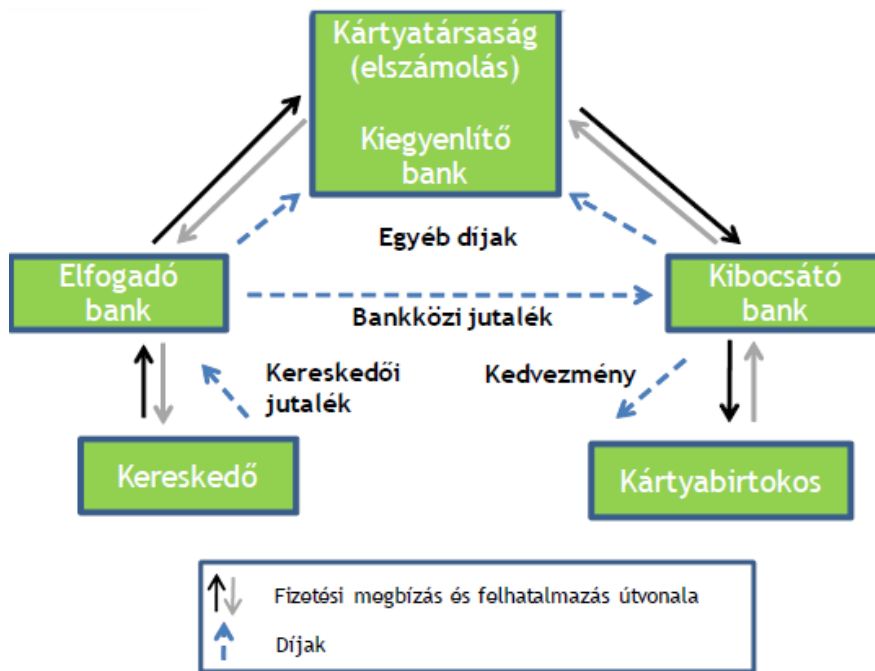 Kártyatársaság
(elszámolás)
Kiegyenlítő
bank
Egyéb díjak
Elfogadó
bank
Kibocsátó
bank
Bankközi jutalék
Kereskedői
jutalék
Kedvezmény
Kereskedő
Kártyabirtokos
Fizetési megbízás és felhatalmazás útvonala
Díjak